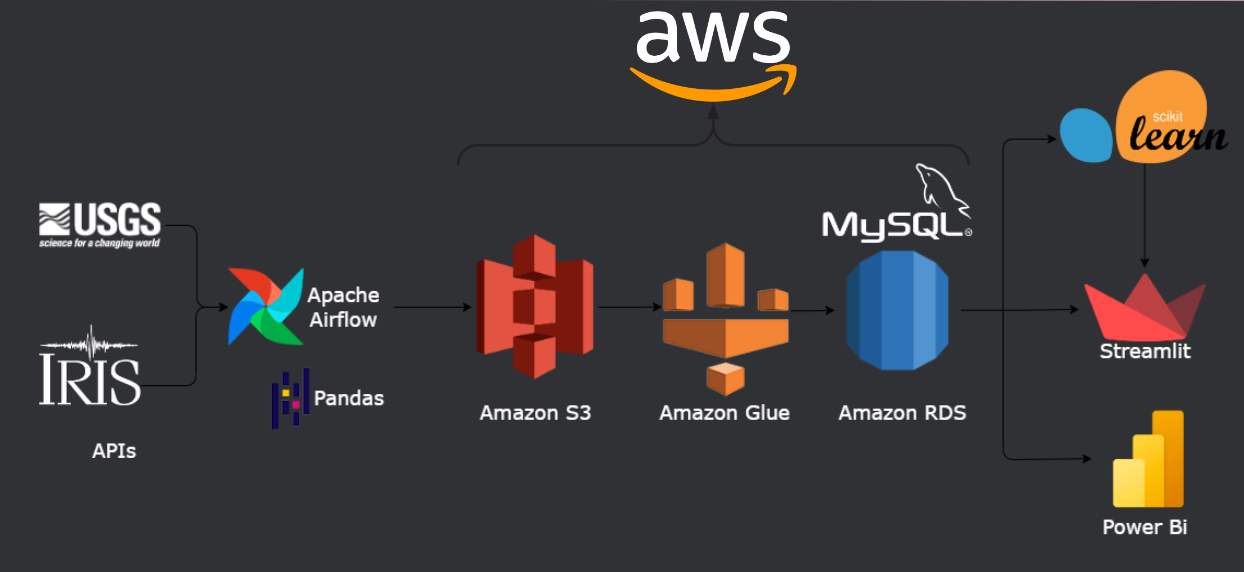 aws
scikit
learn
USGS
science for a changing world
MySQL®
Apache
Airflow
IRIS
Streamlit
Pandas
Amazon S3
Amazon Glue
Amazon RDS
APIs
Power Bi